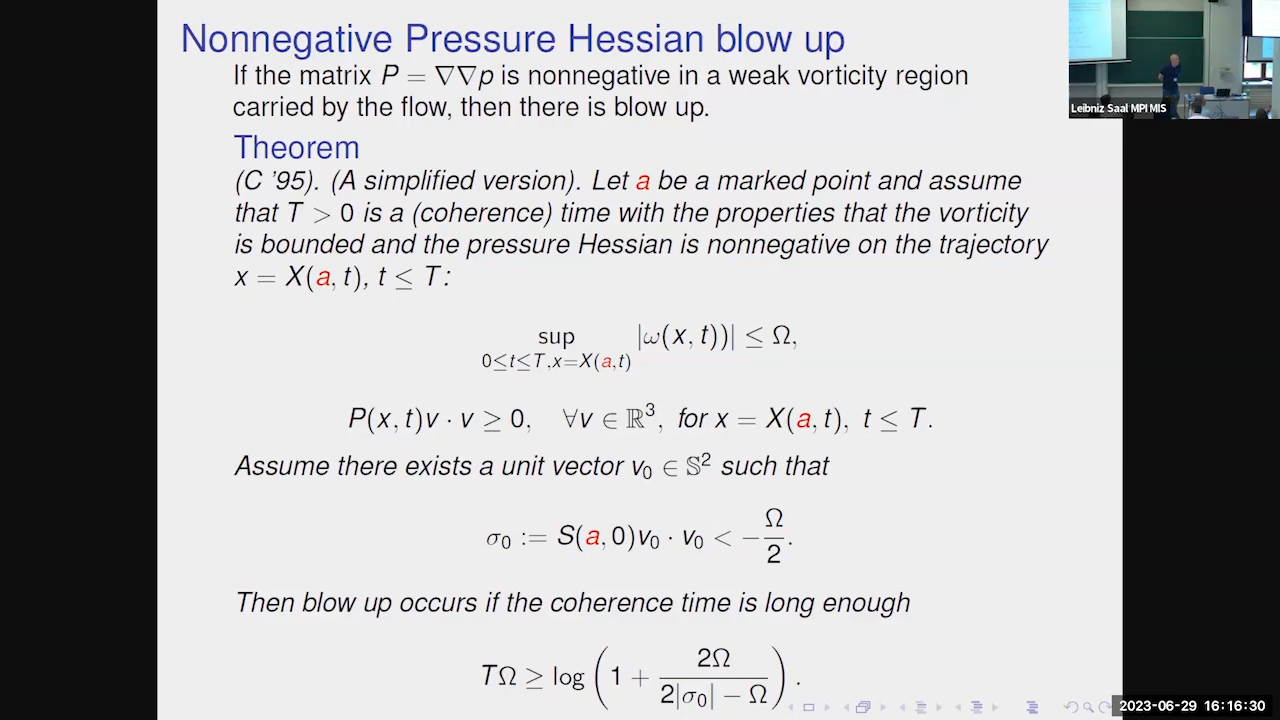 Nonnegative Pressure Hessian blow up
If the matrix P = ∇∇p is nonnegative in a weak vorticity region
carried by the flow, then there is blow up.
Theorem
(C '95). (A simplified version). Let a be a marked point and assume
that T > 0 is a (coherence) time with the properties that the vorticity
is bounded and the pressure Hessian is nonnegative on the trajectory
x = X(a, t), t ≤ T:
sup |ω(x, t))| ≤ Ω,
0≤t≤T,x=X(a,t)
P(x, t)v · v ≥ 0, ∀v ∈ ℝ³, for x = X(a, t), t ≤ T.
Assume there exists a unit vector v₀ ∈ 𝕊² such that
σ₀ := S(a, 0)v₀ · v₀ < −Ω/2.
Then blow up occurs if the coherence time is long enough
TΩ ≥ log(1 + 2Ω/(2|σ₀| − Ω)).
Leibniz Saal MPI MIS
2023-06-29 16:16:30